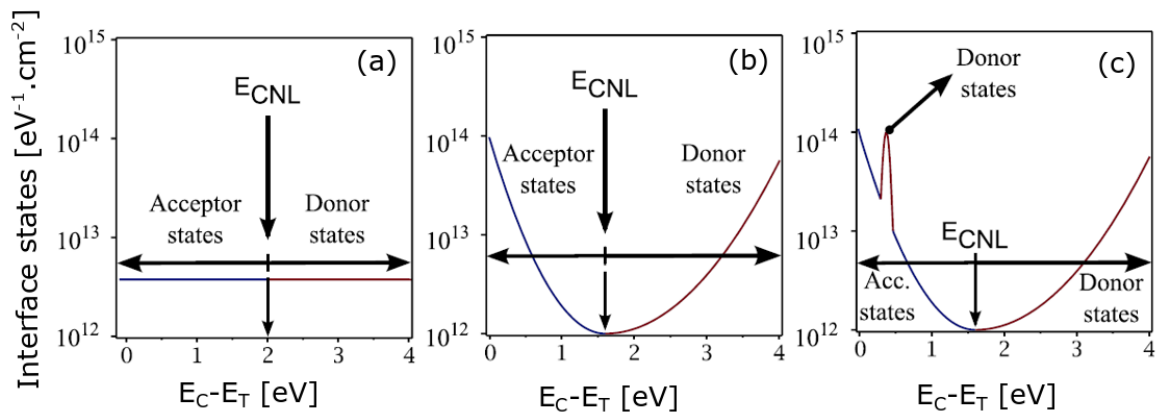 Interface states [eV⁻¹.cm⁻²]
(a)
10¹⁵
10¹⁴
10¹³
10¹²
E_CNL
Acceptor
states
Donor
states
0
1
2
3
4
E_C-E_T [eV]
(b)
10¹⁵
10¹⁴
10¹³
10¹²
E_CNL
Acceptor
states
Donor
states
0
1
2
3
4
E_C-E_T [eV]
(c)
10¹⁵
10¹⁴
10¹³
10¹²
Donor
states
E_CNL
Acc.
states
Donor
states
0
1
2
3
4
E_C-E_T [eV]